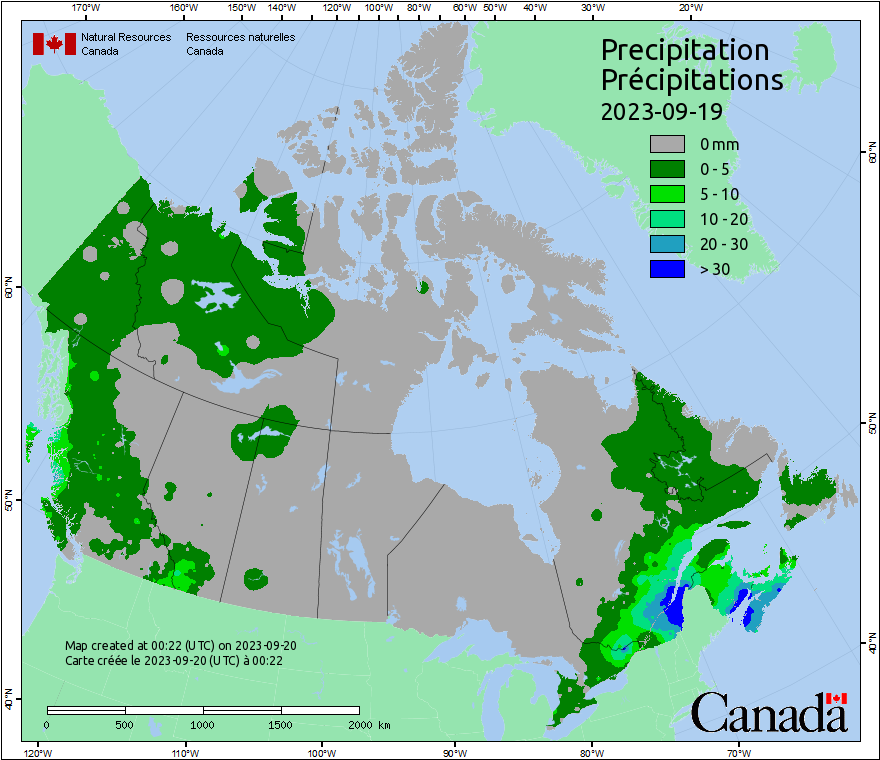 170°W 160°W 150°W 140°W 130°W 120°W 110°W 100°W 90°W 80°W 60°W 50°W 40°W 30°W 20°W
Natural Resources Ressources naturelles
Canada Canada
Precipitation
Précipitations
2023-09-19
0 mm
0 - 5
5 - 10
10 - 20
20 - 30
> 30
60°N
50°N
40°N
60°N
50°N
40°N
Map created at 00:22 (UTC) on 2023-09-20
Carte créée le 2023-09-20 (UTC) à 00:22
0 500 1000 1500 2000 km
Canada
120°W 110°W 100°W 90°W 80°W 70°W